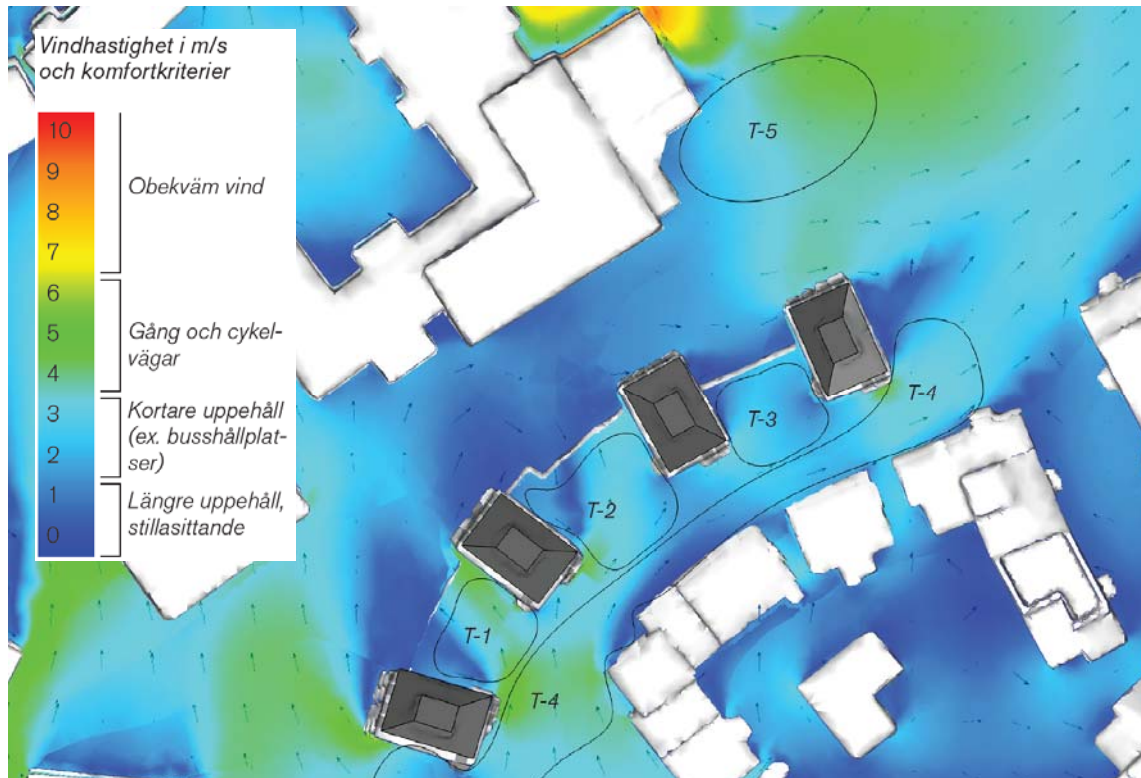 Vindhastighet i m/s
och komfortkriterier
10
9
8
7
6
5
4
3
2
1
0
Obekväm vind
Gång och cykel-
vägar
Kortare uppehåll
(ex. busshållplat-
ser)
Längre uppehåll,
stillasittande
T-5
T-4
T-3
T-2
T-1
T-4